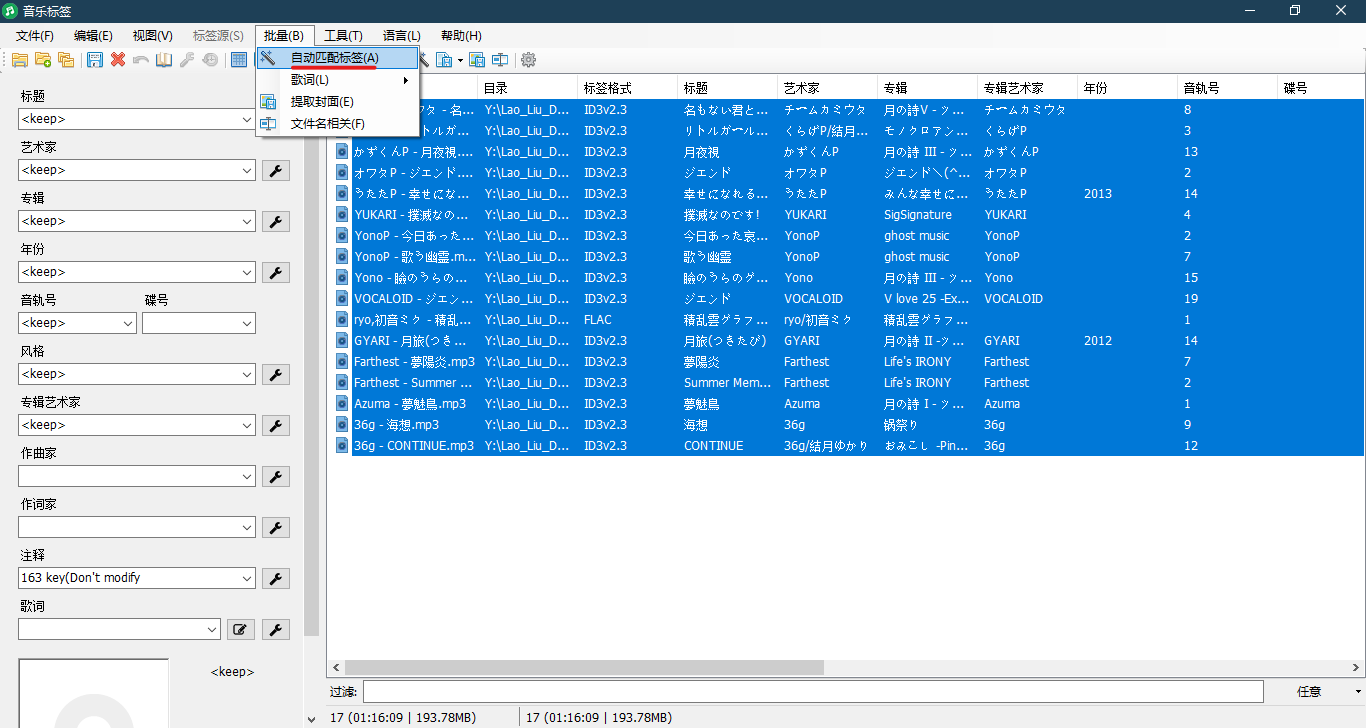 音乐标签
文件(F) 编辑(E) 视图(V) 标签源(S) 批量(B) 工具(T) 语言(L) 帮助(H)
自动匹配标签(A)
歌词(L)
提取封面(E)
文件名相关(F)
标题
<keep>
艺术家
<keep>
专辑
<keep>
年份
<keep>
音轨号 碟号
<keep>
风格
<keep>
专辑艺术家
<keep>
作曲家
作词家
注释
163 key(Don't modify
歌词
<keep>
目录 标签格式 标题 艺术家 专辑 专辑艺术家 年份 音轨号 碟号
ウタ - 名... Y:\Lao_Liu_D... ID3v2.3 名もない君と... チームカミウタ 月の詩V - ツ... チームカミウタ 8
トルガ... Y:\Lao_Liu_D... ID3v2.3 リトルガール... くらげP/結月... モノクロアン... くらげP 3
かずくんP - 月夜視.... Y:\Lao_Liu_D... ID3v2.3 月夜視 かずくんP 月の詩 III - ツ... かずくんP 13
オワタP - ジエンド.... Y:\Lao_Liu_D... ID3v2.3 ジエンド オワタP ジエンド＼(^... オワタP 2
うたたP - 幸せにな... Y:\Lao_Liu_D... ID3v2.3 幸せになれる... うたたP みんな幸せに... うたたP 2013 14
YUKARI - 撲滅なの... Y:\Lao_Liu_D... ID3v2.3 撲滅なのです! YUKARI SigSignature YUKARI 4
YonoP - 今日あった... Y:\Lao_Liu_D... ID3v2.3 今日あった哀... YonoP ghost music YonoP 2
YonoP - 歌う幽霊.m... Y:\Lao_Liu_D... ID3v2.3 歌う幽霊 YonoP ghost music YonoP 7
Yono - 瞼のうらの... Y:\Lao_Liu_D... ID3v2.3 瞼のうらのグ... Yono 月の詩 III - ツ... Yono 15
VOCALOID - ジエン... Y:\Lao_Liu_D... ID3v2.3 ジエンド VOCALOID V love 25 -Ex... VOCALOID 19
ryo,初音ミク - 積乱... Y:\Lao_Liu_D... FLAC 積乱雲グラフ... ryo/初音ミク 積乱雲グラフ... 1
GYARI - 月旅(つき... Y:\Lao_Liu_D... ID3v2.3 月旅(つきたび) GYARI 月の詩 II -ツ... GYARI 2012 14
Farthest - 夢陽炎.mp3 Y:\Lao_Liu_D... ID3v2.3 夢陽炎 Farthest Life's IRONY Farthest 7
Farthest - Summer ... Y:\Lao_Liu_D... ID3v2.3 Summer Mem... Farthest Life's IRONY Farthest 2
Azuma - 夢魅鳥.mp3 Y:\Lao_Liu_D... ID3v2.3 夢魅鳥 Azuma 月の詩 I - ツ... Azuma 1
36g - 海想.mp3 Y:\Lao_Liu_D... ID3v2.3 海想 36g 鍋祭り 36g 9
36g - CONTINUE.mp3 Y:\Lao_Liu_D... ID3v2.3 CONTINUE 36g/結月ゆかり おみこし -Pin... 36g 12
过滤: 任意
17 (01:16:09 | 193.78MB) 17 (01:16:09 | 193.78MB)